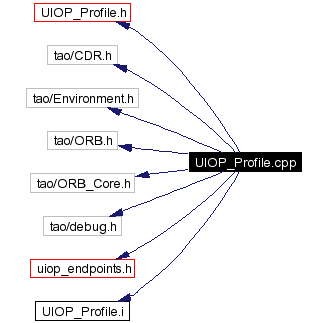 UIOP_Profile.h
tao/CDR.h
tao/Environment.h
tao/ORB.h
UIOP_Profile.cpp
tao/ORB_Core.h
tao/debug.h
uiop_endpoints.h
UIOP_Profile.i